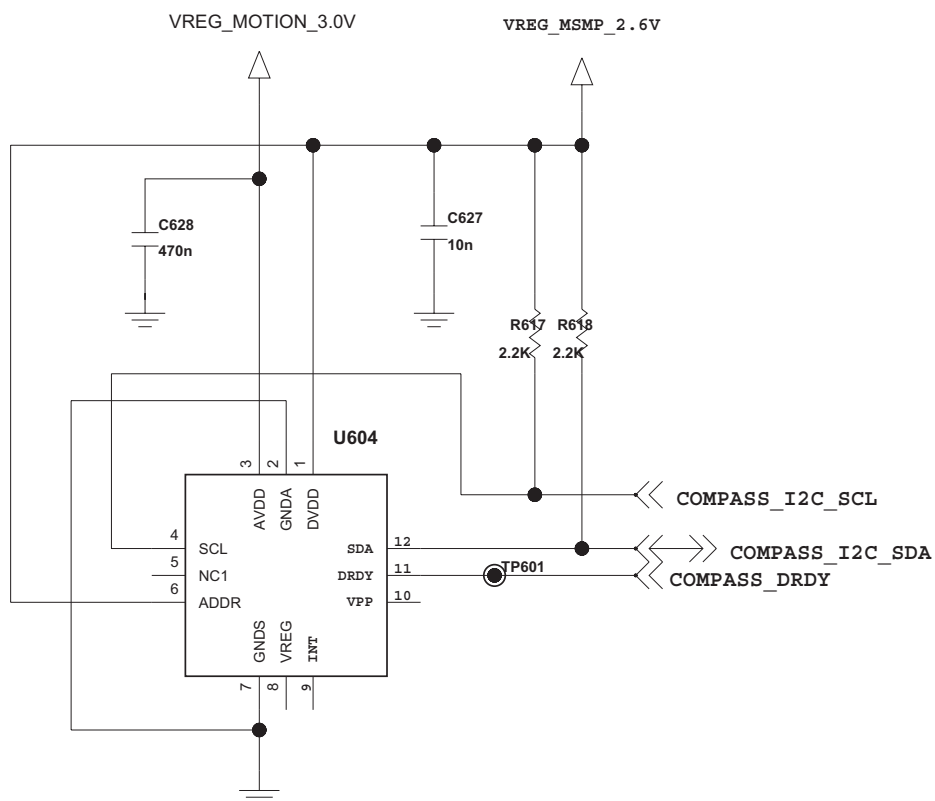 VREG_MOTION_3.0V
VREG_MSMP_2.6V
C628
470n
C627
10n
R617
2.2K
R618
2.2K
U604
3
2
1
AVDD
GNDA
DVDD
COMPASS_I2C_SCL
4
SCL
SDA
12
COMPASS_I2C_SDA
5
NC1
DRDY
11
TP601
COMPASS_DRDY
6
ADDR
VPP
10
GNDS
VREG
INT
7
8
9